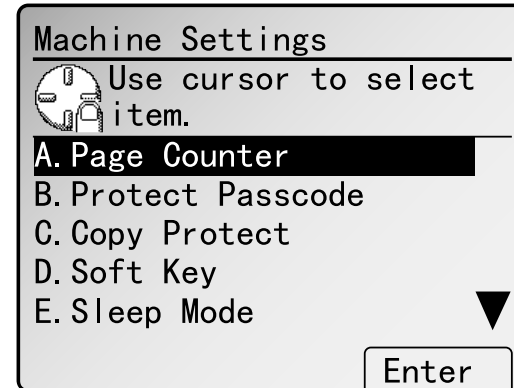 Machine Settings
Use cursor to select
item.
A.Page Counter
B.Protect Passcode
C.Copy Protect
D.Soft Key
E.Sleep Mode
Enter